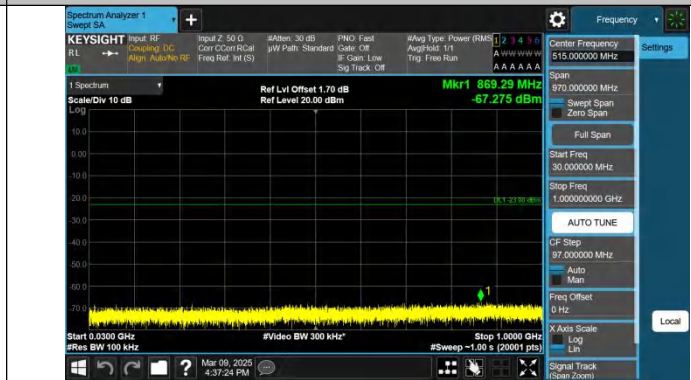 Spectrum Analyzer 1
Swept SA
+
Frequency
KEYSIGHT
RL
Input: RF
Coupling: DC
Align: Auto/No RF
Input Z: 50 Ω
Corr CCorr RCal
Freq Ref: Int (S)
#Atten: 30 dB
µW Path: Standard
PNO: Fast
Gate: Off
IF Gain: Low
Sig Track: Off
#Avg Type: Power (RMS
Avg|Hold: 1/1
Trig: Free Run
1 2 3 4 5 6
A W W W W W
A A A A A A
1 Spectrum
Scale/Div 10 dB
Log
Ref Lvl Offset 1.70 dB
Ref Level 20.00 dBm
Mkr1 869.29 MHz
-67.275 dBm
10.0
0.00
-10.0
-20.0
-30.0
-40.0
-50.0
-60.0
-70.0
DL1 -23.00 dBm
1
Start 0.0300 GHz
#Res BW 100 kHz
#Video BW 300 kHz*
Stop 1.0000 GHz
#Sweep ~1.00 s (20001 pts)
?
Mar 09, 2025
4:37:24 PM
Center Frequency
515.000000 MHz
Settings
Span
970.000000 MHz
Swept Span
Zero Span
Full Span
Start Freq
30.000000 MHz
Stop Freq
1.000000000 GHz
AUTO TUNE
CF Step
97.000000 MHz
Auto
Man
Freq Offset
0 Hz
X Axis Scale
Log
Lin
Local
Signal Track
(Span Zoom)